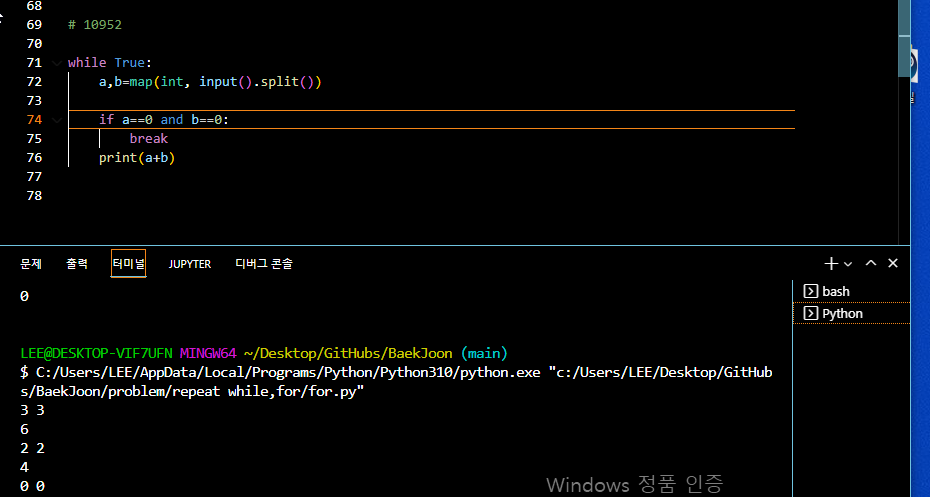 68
69 # 10952
70
71 while True:
72     a,b=map(int, input().split())
73
74     if a==0 and b==0:
75         break
76     print(a+b)
77
78
문제 출력 터미널 JUPYTER 디버그 콘솔
0
bash
Python
LEE@DESKTOP-VIF7UFN MINGW64 ~/Desktop/GitHubs/BaekJoon (main)
$ C:/Users/LEE/AppData/Local/Programs/Python/Python310/python.exe "c:/Users/LEE/Desktop/GitHub
s/BaekJoon/problem/repeat while,for/for.py"
3 3
6
2 2
4
0 0
Windows 정품 인증